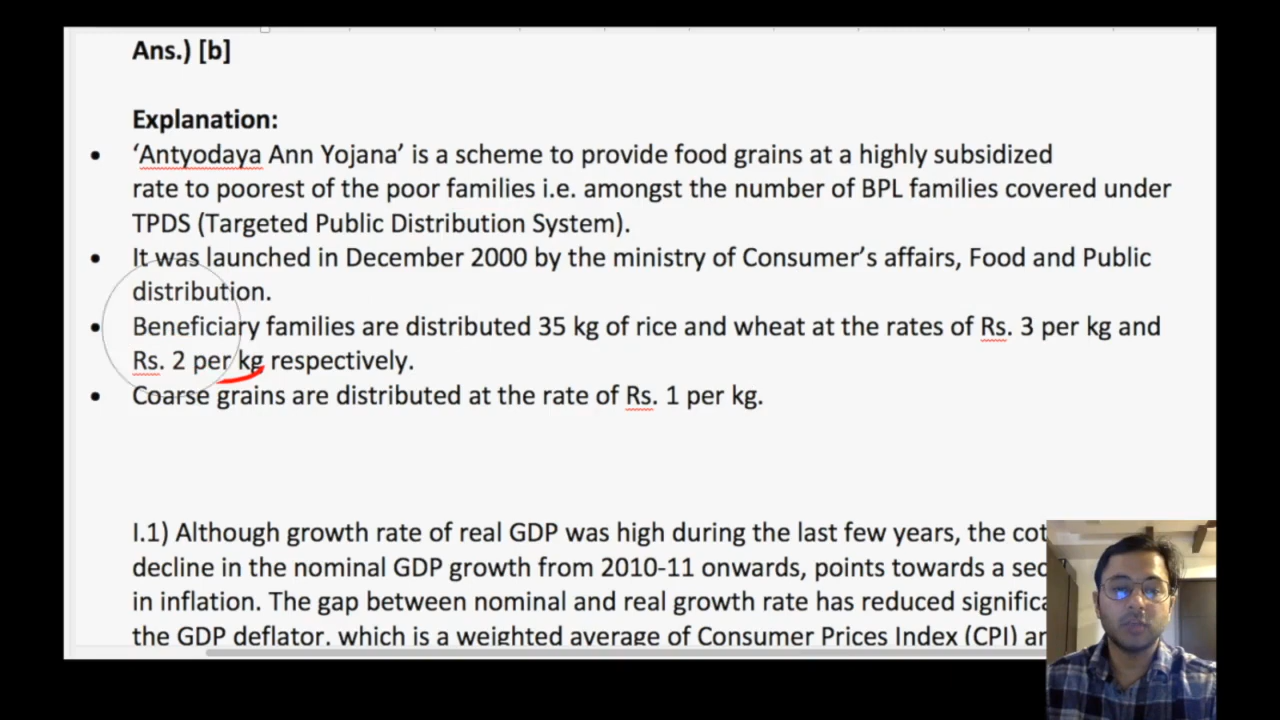 Ans.) [b]
Explanation:
• ‘Antyodaya Ann Yojana’ is a scheme to provide food grains at a highly subsidized
rate to poorest of the poor families i.e. amongst the number of BPL families covered under
TPDS (Targeted Public Distribution System).
• It was launched in December 2000 by the ministry of Consumer’s affairs, Food and Public
distribution.
• Beneficiary families are distributed 35 kg of rice and wheat at the rates of Rs. 3 per kg and
Rs. 2 per kg respectively.
• Coarse grains are distributed at the rate of Rs. 1 per kg.
I.1) Although growth rate of real GDP was high during the last few years, the
decline in the nominal GDP growth from 2010-11 onwards, points towards a
in inflation. The gap between nominal and real growth rate has reduced
the GDP deflator, which is a weighted average of Consumer Prices Index (CPI)